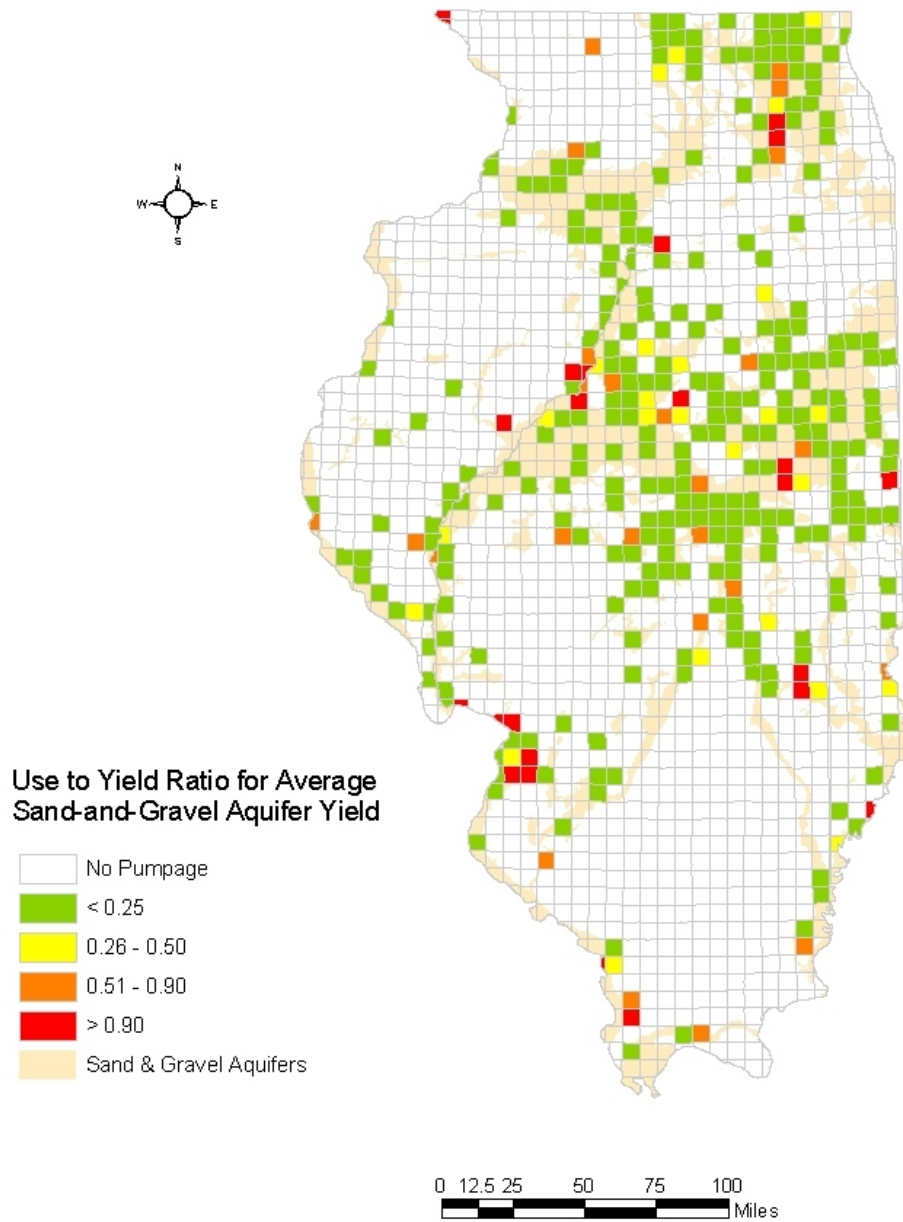 N
W E
S
Use to Yield Ratio for Average
Sand-and-Gravel Aquifer Yield
No Pumpage
< 0.25
0.26 - 0.50
0.51 - 0.90
> 0.90
Sand & Gravel Aquifers
0 12.5 25 50 75 100
Miles